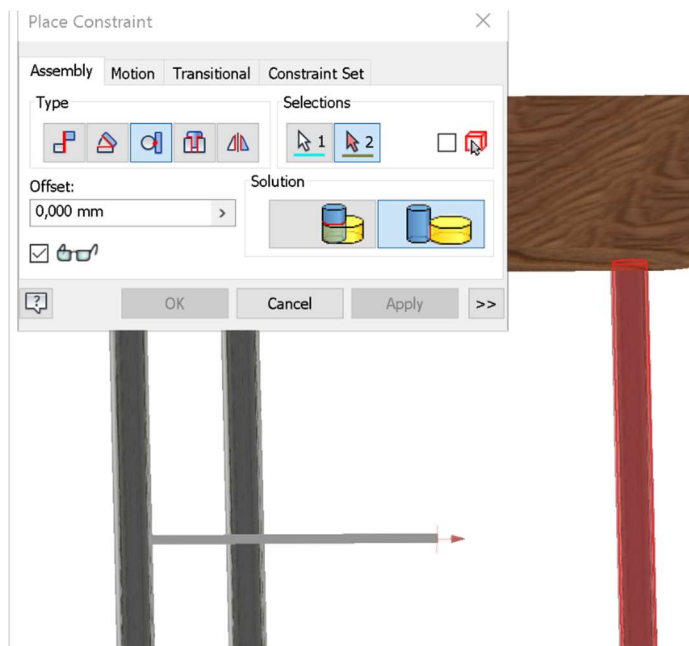 Place Constraint
Assembly Motion Transitional Constraint Set
Type
Selections
1 2
Offset:
Solution
0,000 mm >
? OK Cancel Apply >>